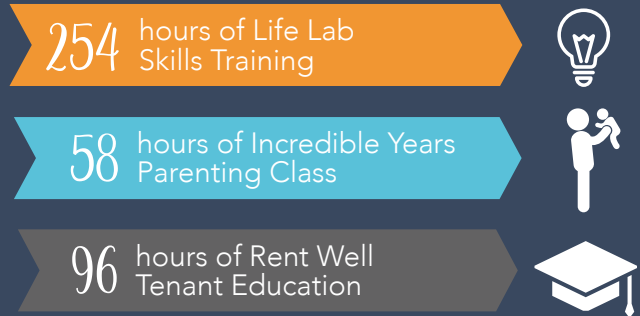 254 hours of Life Lab
Skills Training
58 hours of Incredible Years
Parenting Class
96 hours of Rent Well
Tenant Education